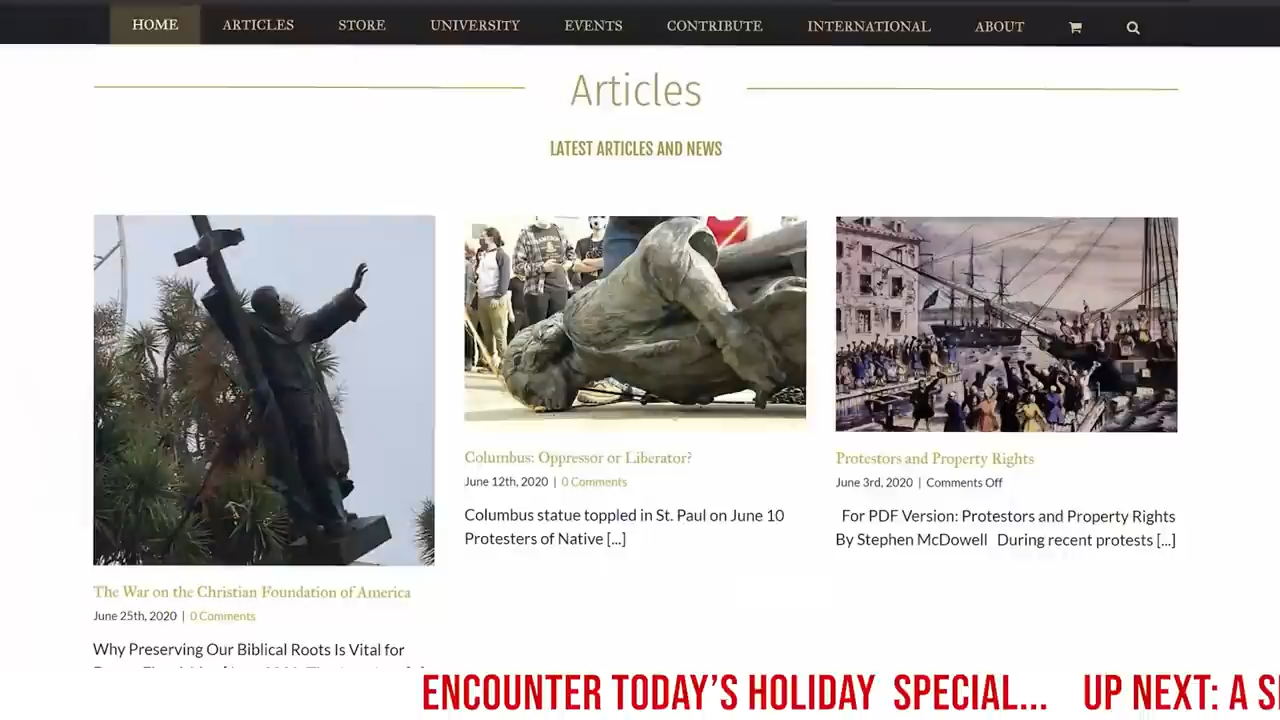 HOME ARTICLES STORE UNIVERSITY EVENTS CONTRIBUTE INTERNATIONAL ABOUT
Articles
LATEST ARTICLES AND NEWS
The War on the Christian Foundation of America
June 25th, 2020 | 0 Comments
Why Preserving Our Biblical Roots Is Vital for
Columbus: Oppressor or Liberator?
June 12th, 2020 | 0 Comments
Columbus statue toppled in St. Paul on June 10
Protesters of Native [...]
Protestors and Property Rights
June 3rd, 2020 | Comments Off
For PDF Version: Protestors and Property Rights
By Stephen McDowell During recent protests [...]
ENCOUNTER TODAY'S HOLIDAY SPECIAL... UP NEXT: A